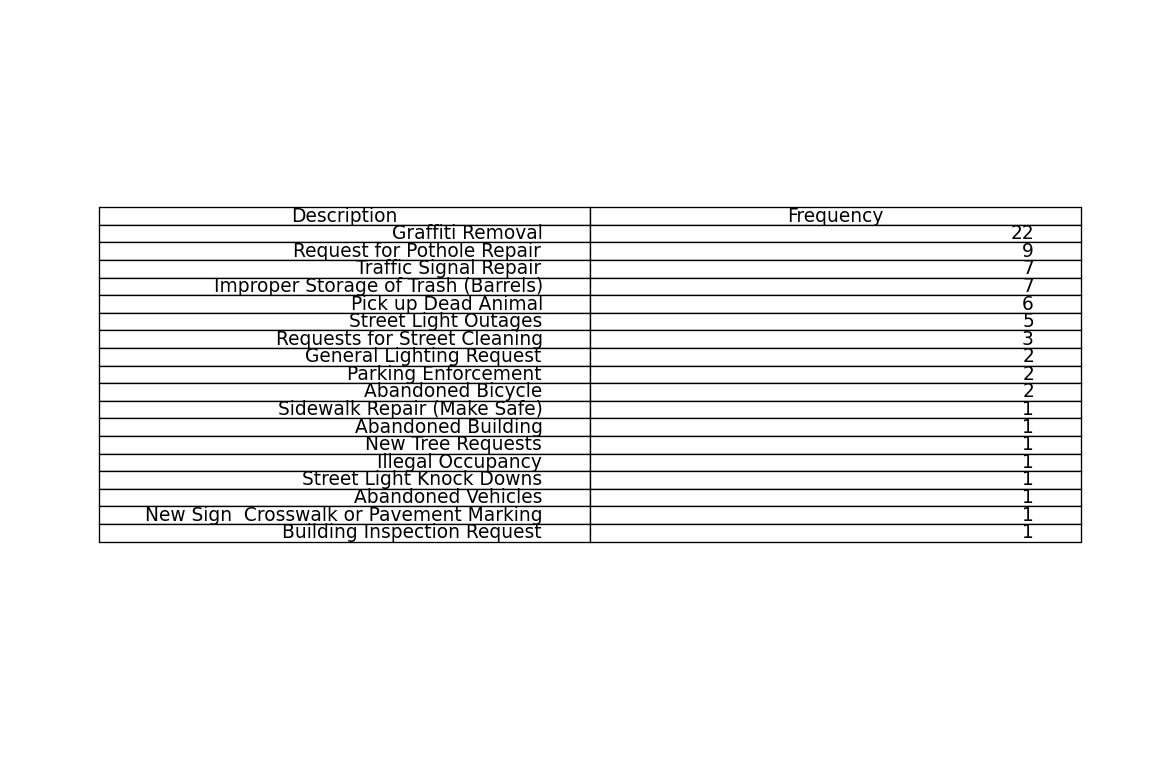 Description Frequency
Graffiti Removal 22
Request for Pothole Repair 9
Traffic Signal Repair 7
Improper Storage of Trash (Barrels) 7
Pick up Dead Animal 6
Street Light Outages 5
Requests for Street Cleaning 3
General Lighting Request 2
Parking Enforcement 2
Abandoned Bicycle 2
Sidewalk Repair (Make Safe) 1
Abandoned Building 1
New Tree Requests 1
Illegal Occupancy 1
Street Light Knock Downs 1
Abandoned Vehicles 1
New Sign  Crosswalk or Pavement Marking 1
Building Inspection Request 1